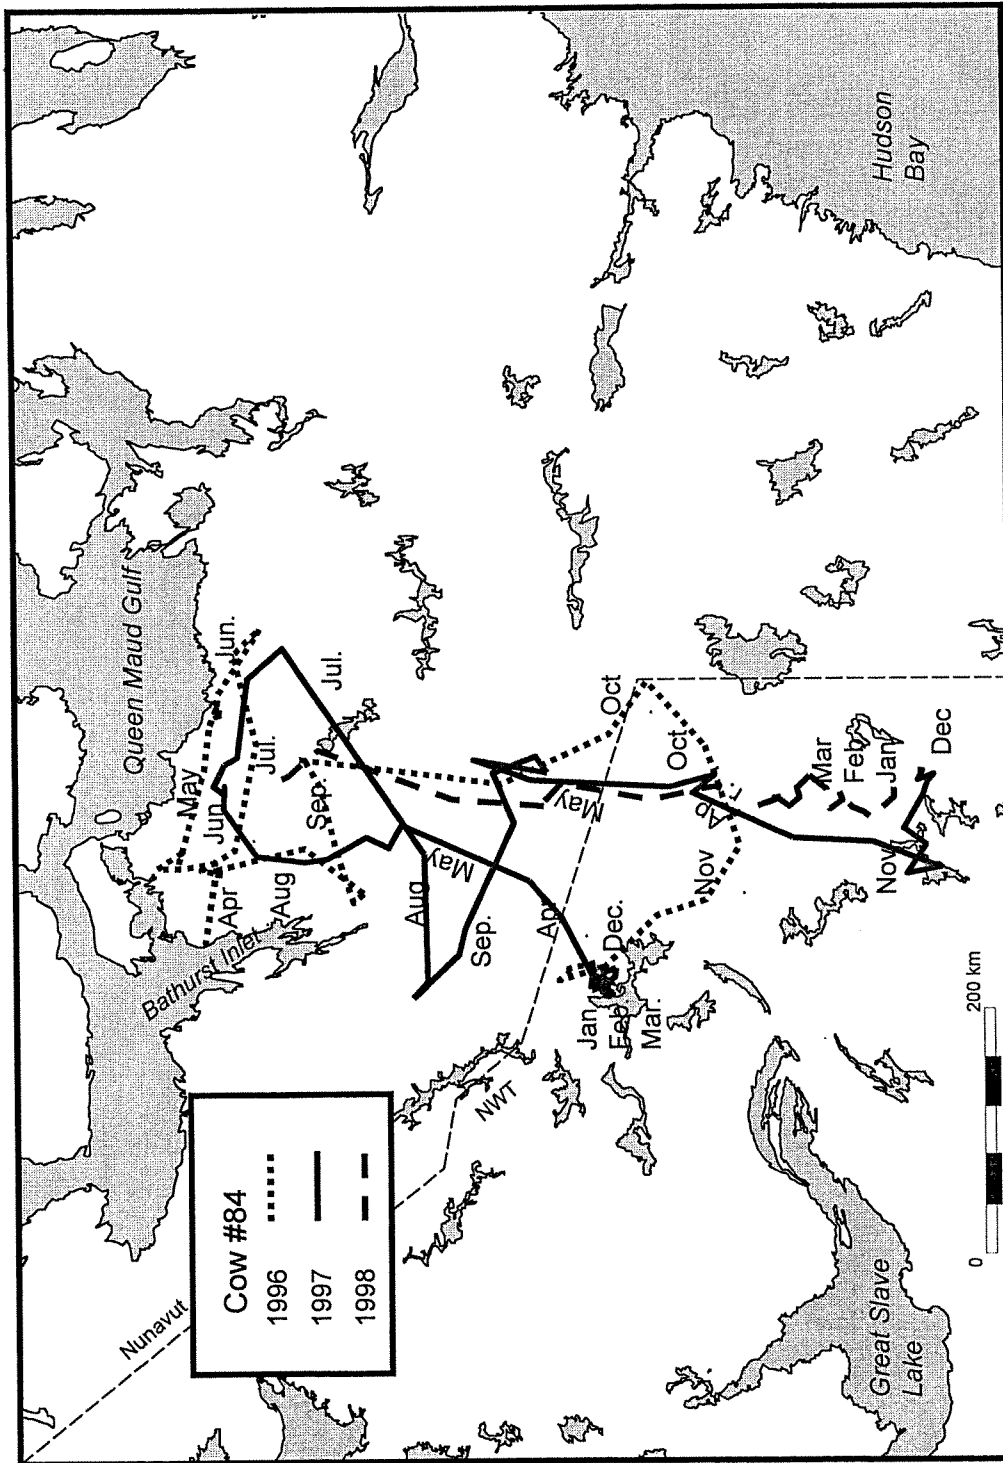 Nunavut
NWT
Cow #84
1996
1997
1998
Queen Maud Gulf
Bathurst Inlet
Hudson
Bay
Great Slave
Lake
May
Jun.
Jun
Jul.
Jul.
Apr
Aug
Sep.
Aug
May
Sep.
May
May
Oct
Oct
Nov
Dec.
Jan
Feb
Mar.
Mar
Feb
Jan
Nov
Dec
0
200 km